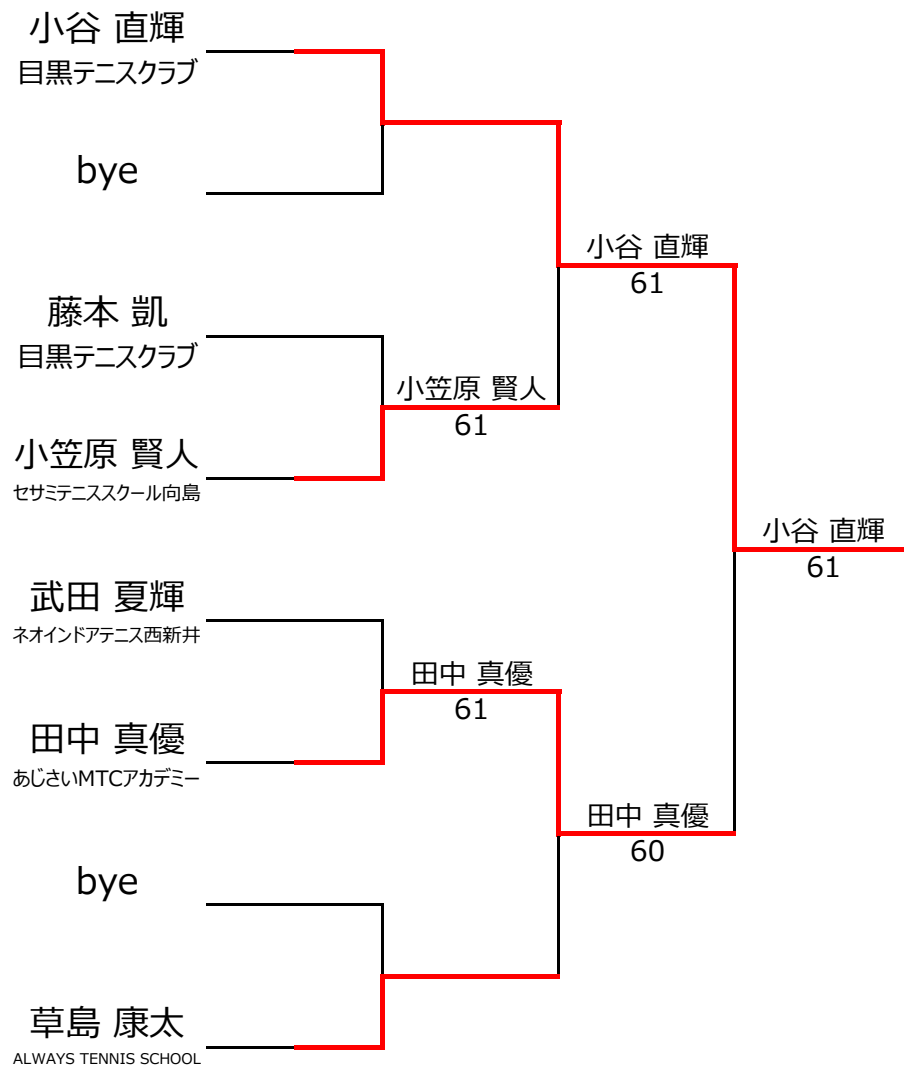 小谷 直輝
目黒テニスクラブ
bye
小谷 直輝
61
藤本 凱
目黒テニスクラブ
小笠原 賢人
61
小笠原 賢人
セサミテニススクール向島
小谷 直輝
61
武田 夏輝
ネオインドアテニス西新井
田中 真優
61
田中 真優
あじさいMTCアカデミー
田中 真優
60
bye
草島 康太
ALWAYS TENNIS SCHOOL